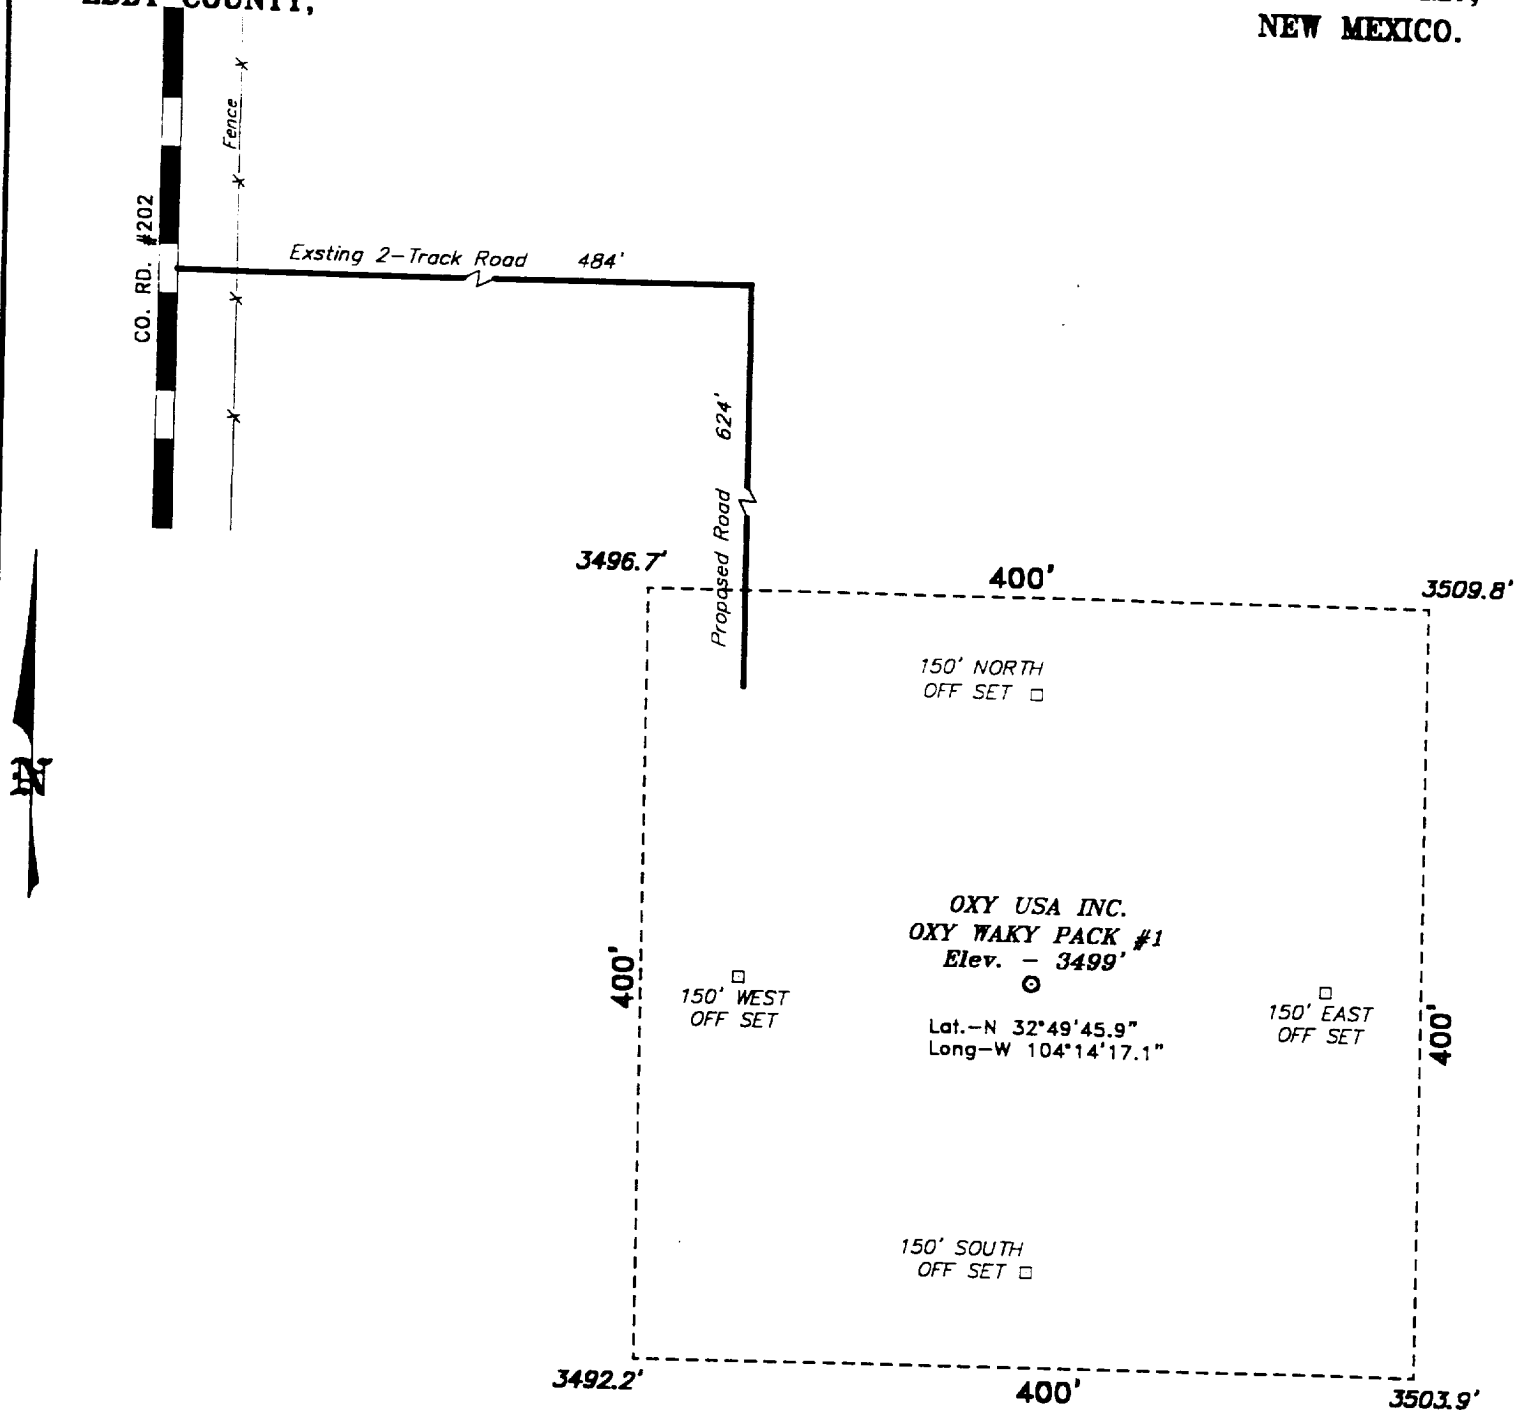 EDDY COUNTY,
NEW MEXICO.
Fence
CO. RD. #202
Exsting 2-Track Road 484'
Proposed Road 624'
3496.7'
400'
3509.8'
150' NORTH
OFF SET
N
OXY USA INC.
OXY WAKY PACK #1
Elev. - 3499'
400'
150' WEST
OFF SET
150' EAST
OFF SET
400'
Lat.-N 32°49'45.9"
Long-W 104°14'17.1"
150' SOUTH
OFF SET
3492.2'
400'
3503.9'